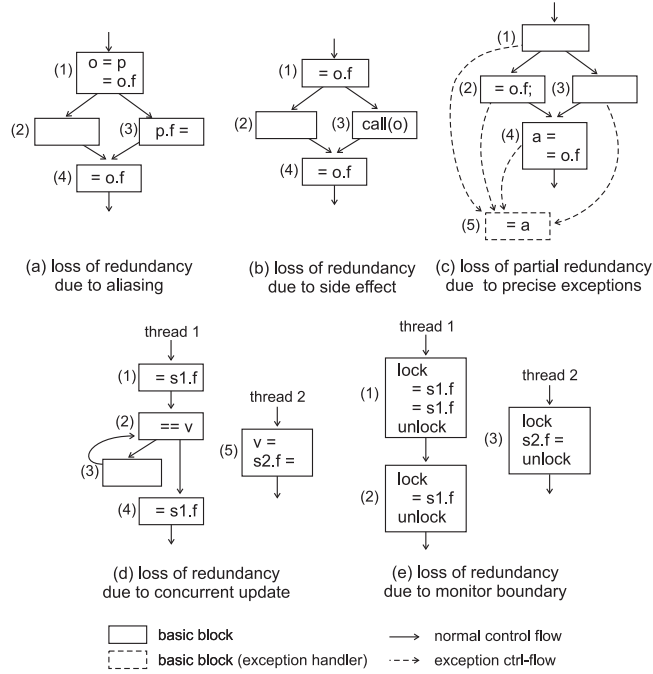 (1)
o = p
= o.f
(2)
(3)
p.f =
(4)
= o.f
(a) loss of redundancy
due to aliasing
(1)
= o.f
(2)
(3)
call(o)
(4)
= o.f
(b) loss of redundancy
due to side effect
(1)
(2)
= o.f;
(3)
(4)
a =
= o.f
(5)
= a
(c) loss of partial redundancy
due to precise exceptions
thread 1
(1)
= s1.f
(2)
== v
(3)
(4)
= s1.f
thread 2
(5)
v =
s2.f =
(d) loss of redundancy
due to concurrent update
thread 1
(1)
lock
= s1.f
= s1.f
unlock
(2)
lock
= s1.f
unlock
thread 2
(3)
lock
s2.f =
unlock
(e) loss of redundancy
due to monitor boundary
basic block
basic block (exception handler)
normal control flow
exception ctrl-flow